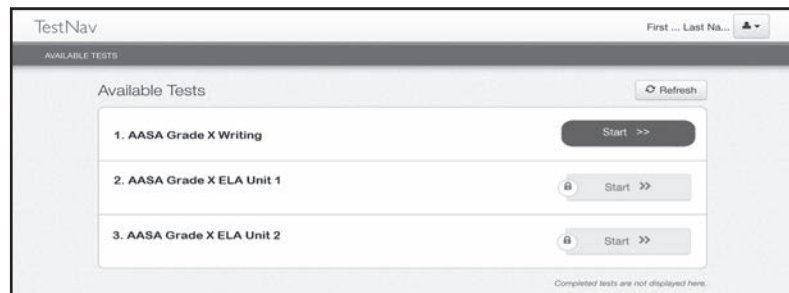 TestNav
First ... Last Na...
AVAILABLE TESTS
Available Tests
Refresh
1. AASA Grade X Writing
Start >>
2. AASA Grade X ELA Unit 1
Start >>
3. AASA Grade X ELA Unit 2
Start >>
Completed tests are not displayed here.